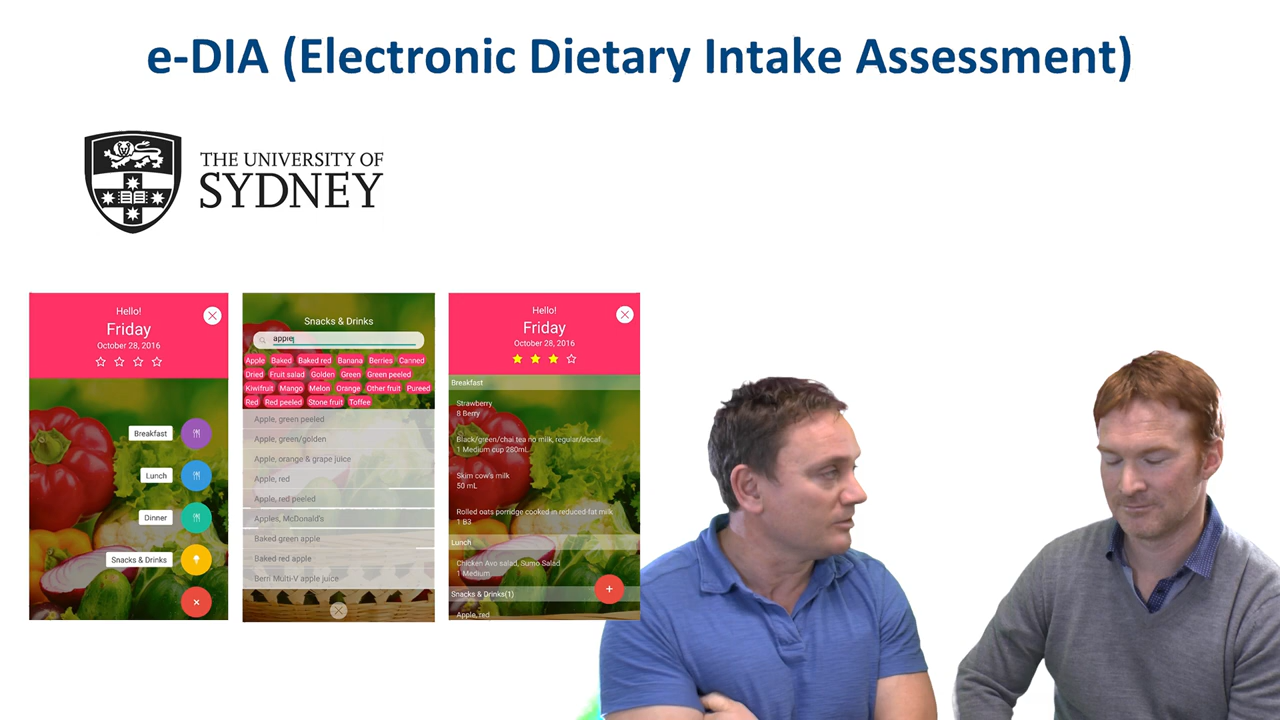 e-DIA (Electronic Dietary Intake Assessment)
THE UNIVERSITY OF
SYDNEY
Hello!
Friday
October 28, 2016
Breakfast
Lunch
Dinner
Snacks & Drinks
Snacks & Drinks
apple
Apple Baked Baked red Banana Berries Canned
Dried Fruit salad Golden Green Green peeled
Kiwifruit Mango Melon Orange Other fruit Pureed
Red Red peeled Stone fruit Toffee
Apple, green peeled
Apple, green/golden
Apple, orange & grape juice
Apple, red
Apple, red peeled
Apples, McDonald's
Baked green apple
Baked red apple
Berri Multi-V apple juice
Hello!
Friday
October 28, 2016
Breakfast
Strawberry
8 Berry
Black/green/chai tea no milk, regular/decaf
1 Medium cup 280mL
Skim cow's milk
50 mL
Rolled oats porridge cooked in reduced fat milk
1 B3
Lunch
Chicken Avo salad, Sumo Salad
1 Medium
Snacks & Drinks(1)
Apple, red